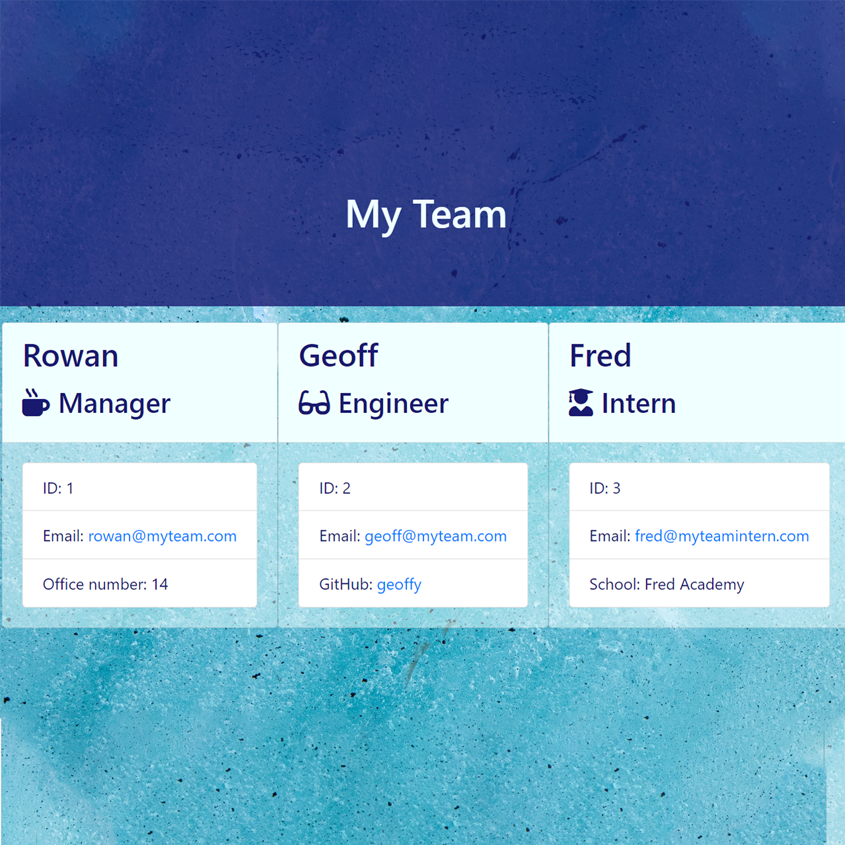 My Team
Rowan
Manager
ID: 1
Email: rowan@myteam.com
Office number: 14
Geoff
Engineer
ID: 2
Email: geoff@myteam.com
GitHub: geoffy
Fred
Intern
ID: 3
Email: fred@myteamintern.com
School: Fred Academy